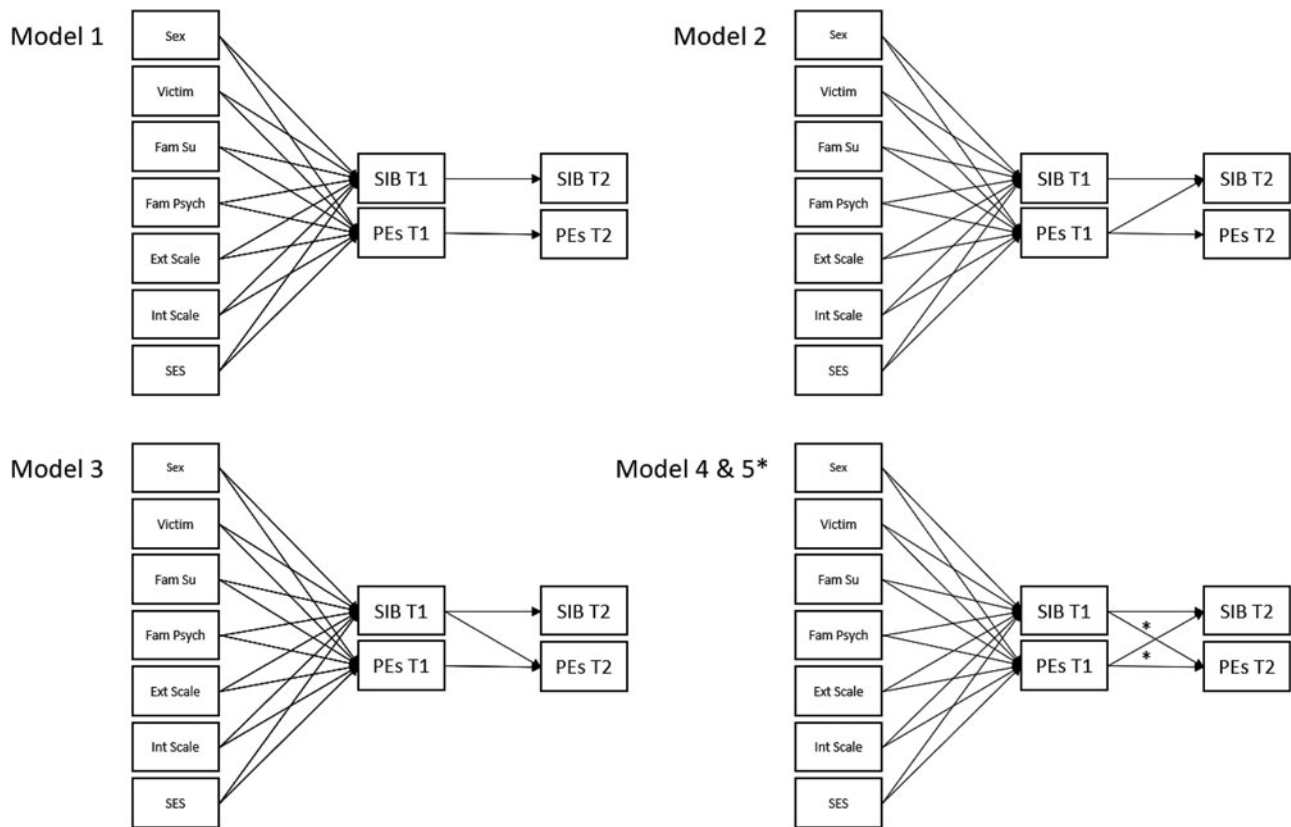 Model 1
Sex
Victim
Fam Su
Fam Psych
Ext Scale
Int Scale
SES
SIB T1
PEs T1
SIB T2
PEs T2
Model 2
Sex
Victim
Fam Su
Fam Psych
Ext Scale
Int Scale
SES
SIB T1
PEs T1
SIB T2
PEs T2
Model 3
Sex
Victim
Fam Su
Fam Psych
Ext Scale
Int Scale
SES
SIB T1
PEs T1
SIB T2
PEs T2
Model 4 & 5*
Sex
Victim
Fam Su
Fam Psych
Ext Scale
Int Scale
SES
SIB T1
PEs T1
*
*
SIB T2
PEs T2